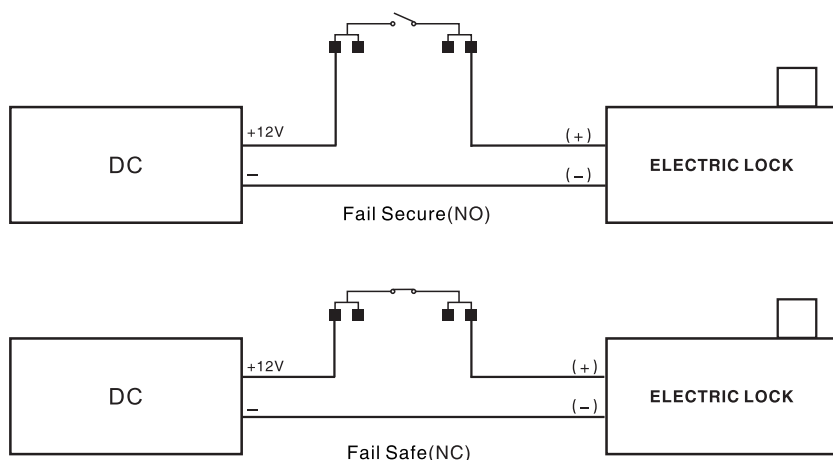 +12V
(+)
DC
ELECTRIC LOCK
–
(–)
Fail Secure(NO)
+12V
(+)
DC
ELECTRIC LOCK
–
(–)
Fail Safe(NC)